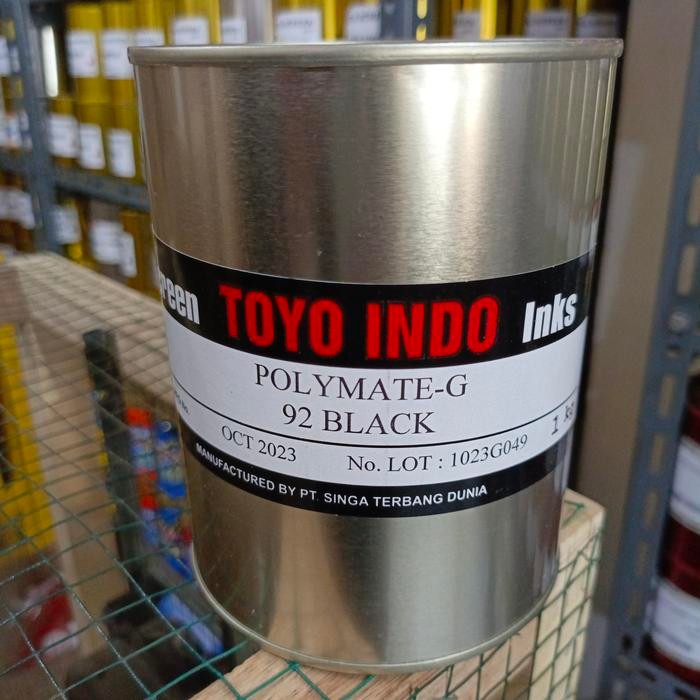 TOYO INDO Inks
POLYMATE-G
92 BLACK
1 kg
OCT 2023 No. LOT : 1023G049
MANUFACTURED BY PT. SINGA TERBANG DUNIA